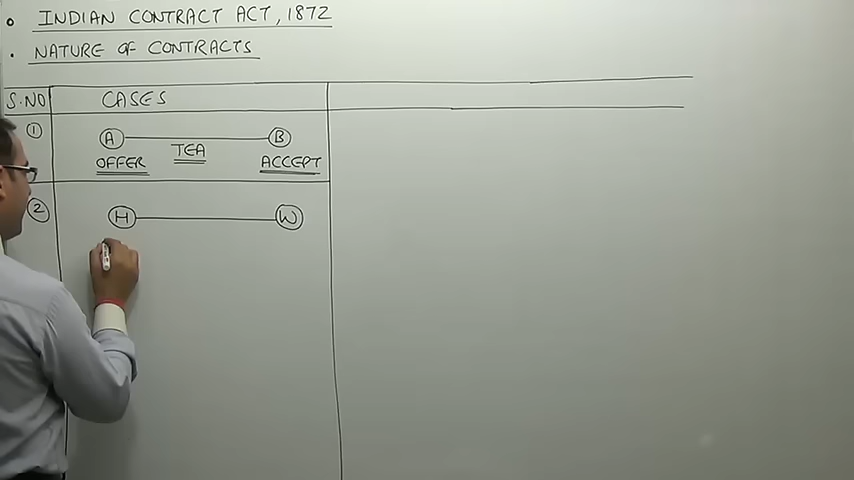 INDIAN CONTRACT ACT, 1872
NATURE OF CONTRACTS
S.NO CASES
1 A B
TEA
OFFER ACCEPT
2 H W